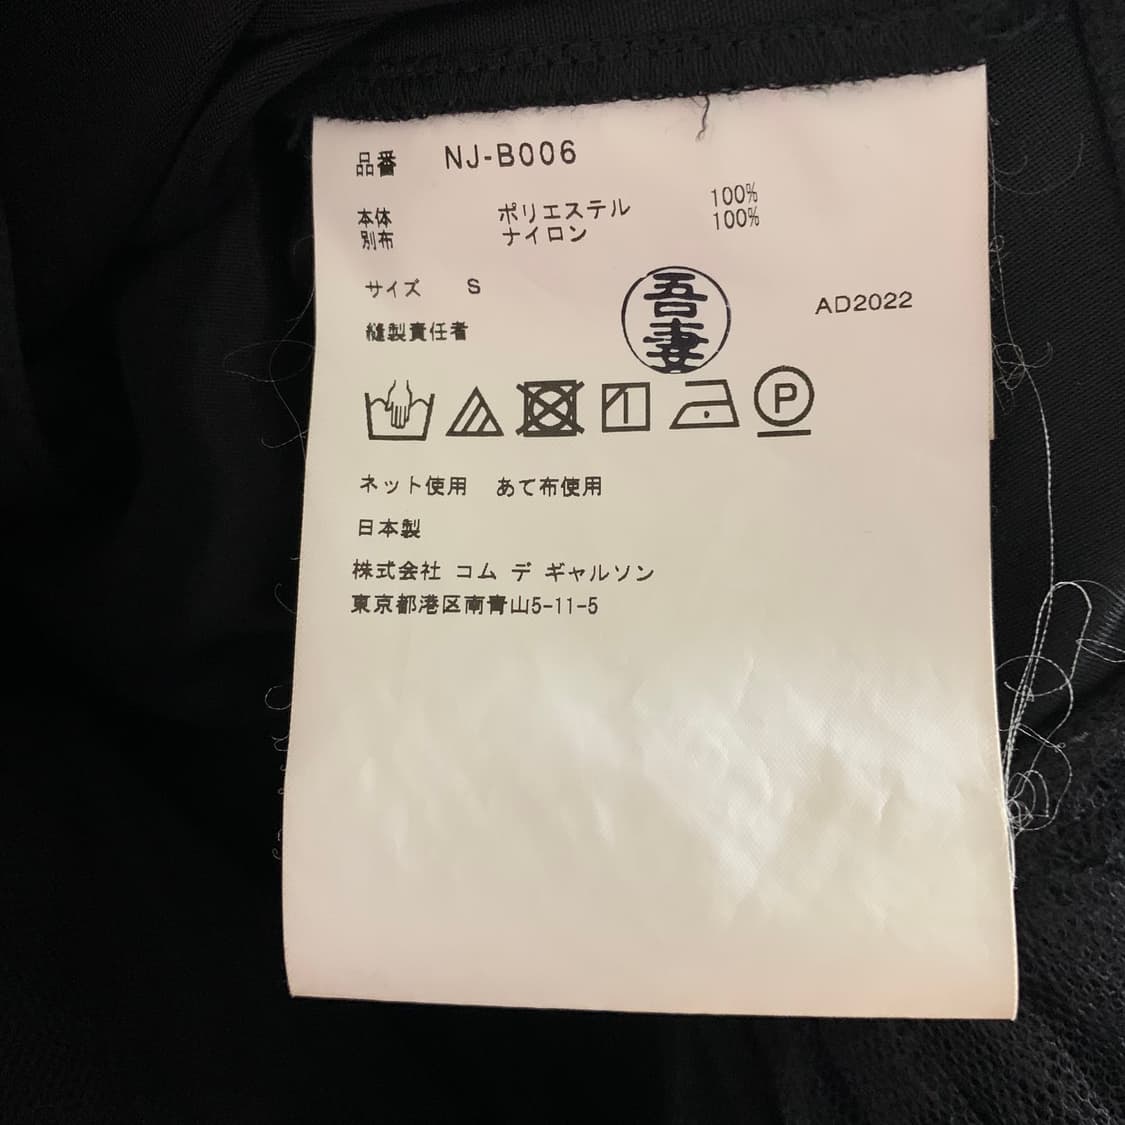 品番 NJ-B006
本体 ポリエステル 100%
別布 ナイロン 100%
サイズ S
AD2022
縫製責任者 吾妻
P
ネット使用 あて布使用
日本製
株式会社 コム デ ギャルソン
東京都港区南青山5-11-5